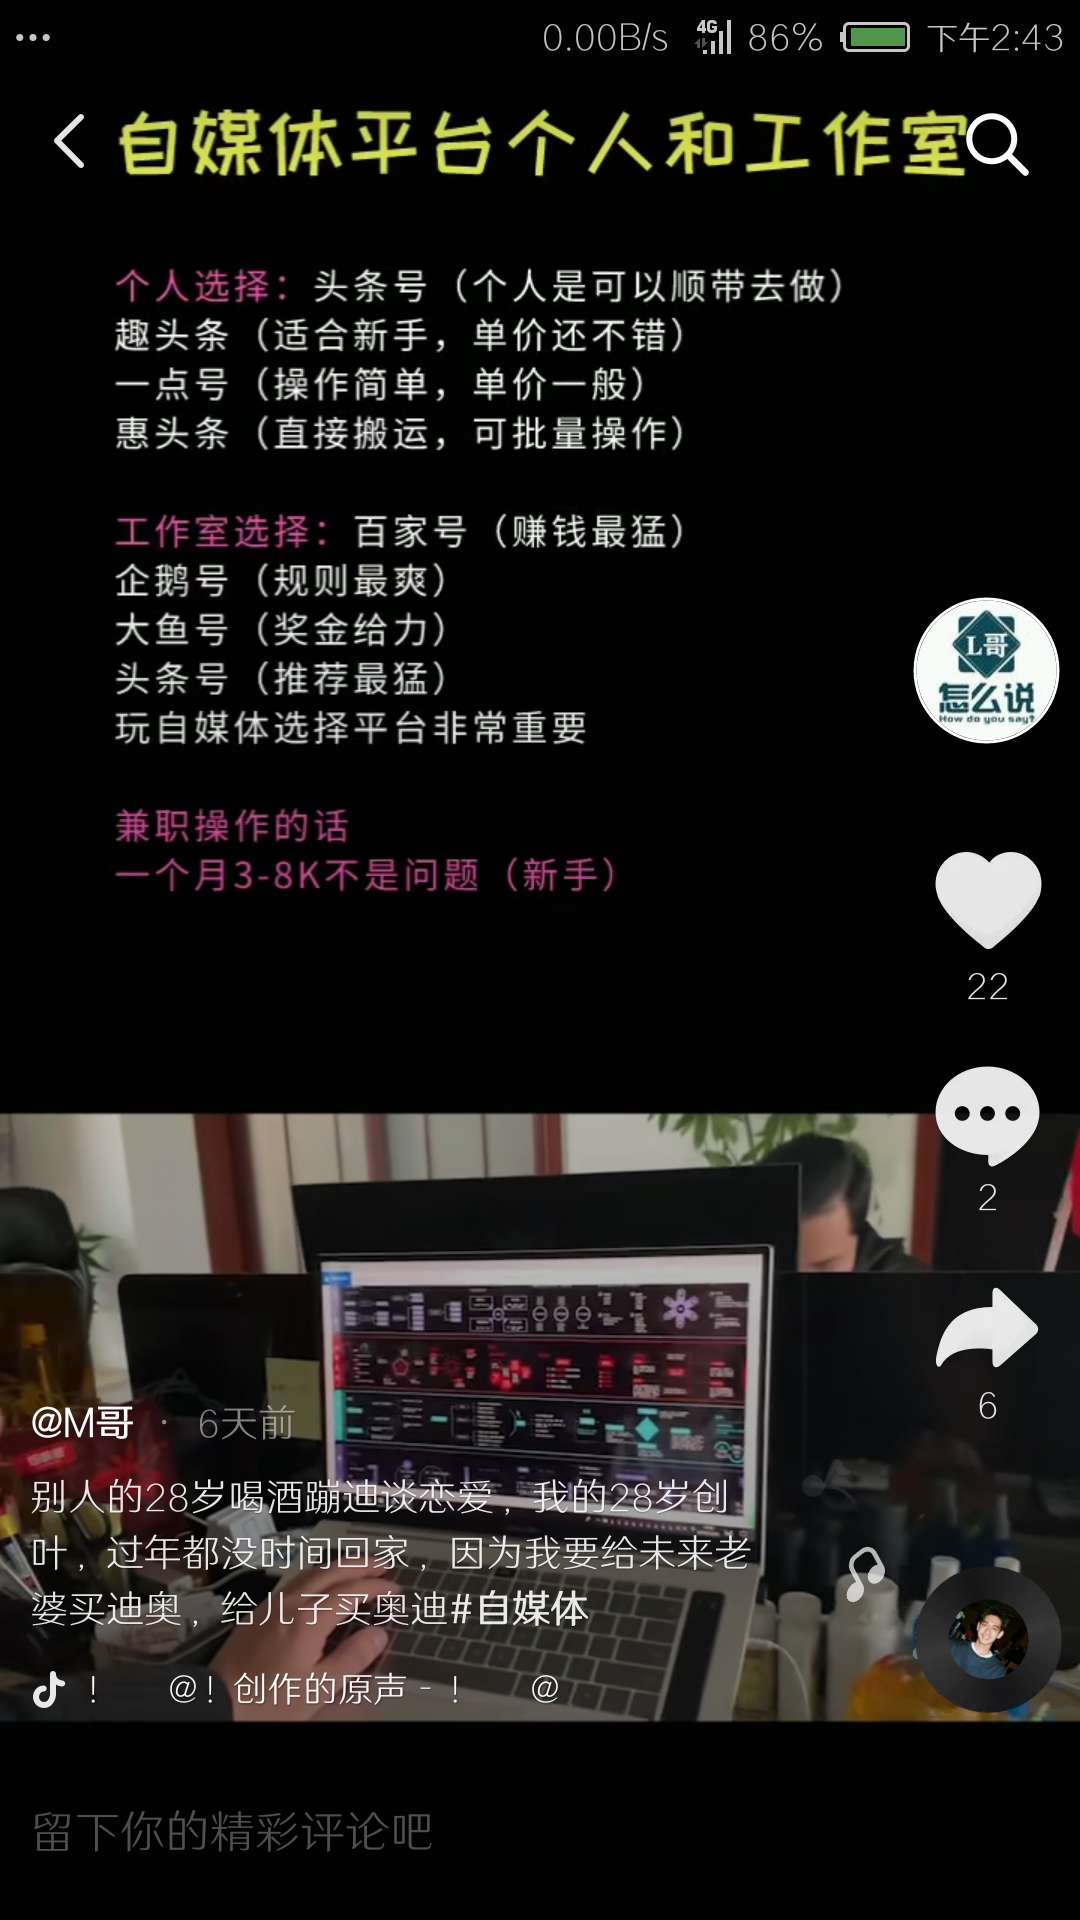 0.00B/s 4G 86% 下午2:43
自媒体平台个人和工作室
个人选择：头条号（个人是可以顺带去做）
趣头条（适合新手，单价还不错）
一点号（操作简单，单价一般）
惠头条（直接搬运，可批量操作）
工作室选择：百家号（赚钱最猛）
企鹅号（规则最爽）
大鱼号（奖金给力）
头条号（推荐最猛）
玩自媒体选择平台非常重要
兼职操作的话
一个月3-8K不是问题（新手）
L哥
怎么说
How do you say?
22
2
6
@M哥 · 6天前
别人的28岁喝酒蹦迪谈恋爱，我的28岁创
叶，过年都没时间回家，因为我要给未来老
婆买迪奥，给儿子买奥迪#自媒体
！ @！创作的原声 - ！ @
留下你的精彩评论吧